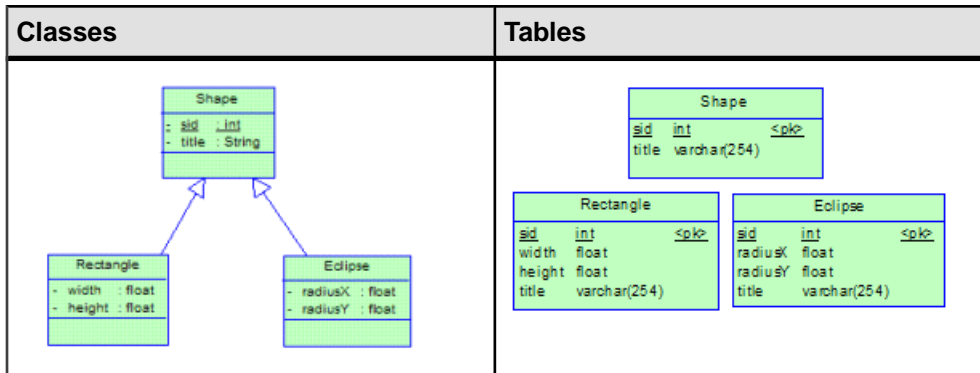 Classes
Tables
Shape
- sid : int
- title : String
Rectangle
- width : float
- height : float
Eclipse
- radiusX : float
- radiusY : float
Shape
sid int <pk>
title varchar(254)
Rectangle
sid int <pk>
width float
height float
title varchar(254)
Eclipse
sid int <pk>
radiusX float
radiusY float
title varchar(254)